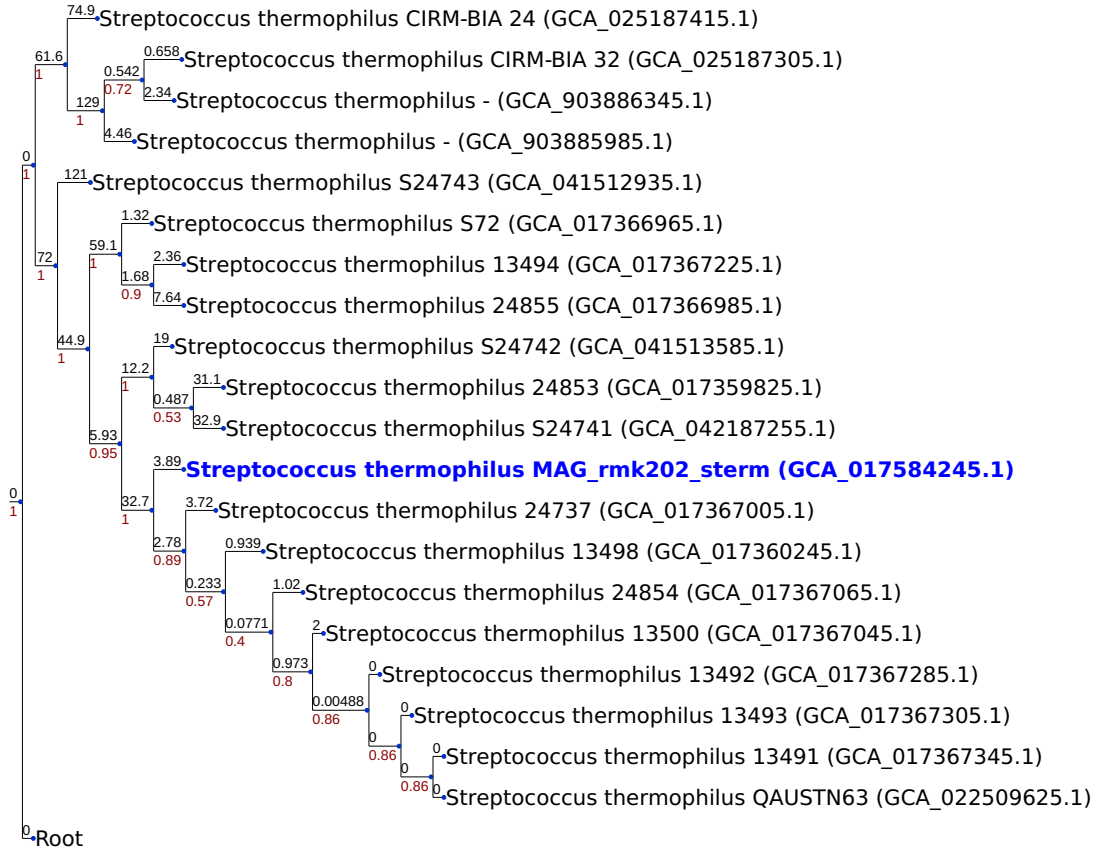 74.9 Streptococcus thermophilus CIRM-BIA 24 (GCA_025187415.1)
61.6
1
0.658 Streptococcus thermophilus CIRM-BIA 32 (GCA_025187305.1)
0.542
0.72
2.34 Streptococcus thermophilus - (GCA_903886345.1)
129
1
4.46 Streptococcus thermophilus - (GCA_903885985.1)
0
1
121 Streptococcus thermophilus S24743 (GCA_041512935.1)
1.32 Streptococcus thermophilus S72 (GCA_017366965.1)
59.1
1
72
1
2.36 Streptococcus thermophilus 13494 (GCA_017367225.1)
1.68
0.9
7.64 Streptococcus thermophilus 24855 (GCA_017366985.1)
44.9
1
19 Streptococcus thermophilus S24742 (GCA_041513585.1)
12.2
1
31.1 Streptococcus thermophilus 24853 (GCA_017359825.1)
0.487
0.53
32.9 Streptococcus thermophilus S24741 (GCA_042187255.1)
5.93
0.95
3.89 Streptococcus thermophilus MAG_rmk202_sterm (GCA_017584245.1)
0
1
32.7
1
3.72 Streptococcus thermophilus 24737 (GCA_017367005.1)
2.78
0.89
0.939 Streptococcus thermophilus 13498 (GCA_017360245.1)
0.233
0.57
1.02 Streptococcus thermophilus 24854 (GCA_017367065.1)
0.0771
0.4
2 Streptococcus thermophilus 13500 (GCA_017367045.1)
0.973
0.8
0 Streptococcus thermophilus 13492 (GCA_017367285.1)
0.00488
0.86
0 Streptococcus thermophilus 13493 (GCA_017367305.1)
0
0.86
0 Streptococcus thermophilus 13491 (GCA_017367345.1)
0
0.86
0 Streptococcus thermophilus QAUSTN63 (GCA_022509625.1)
0 Root